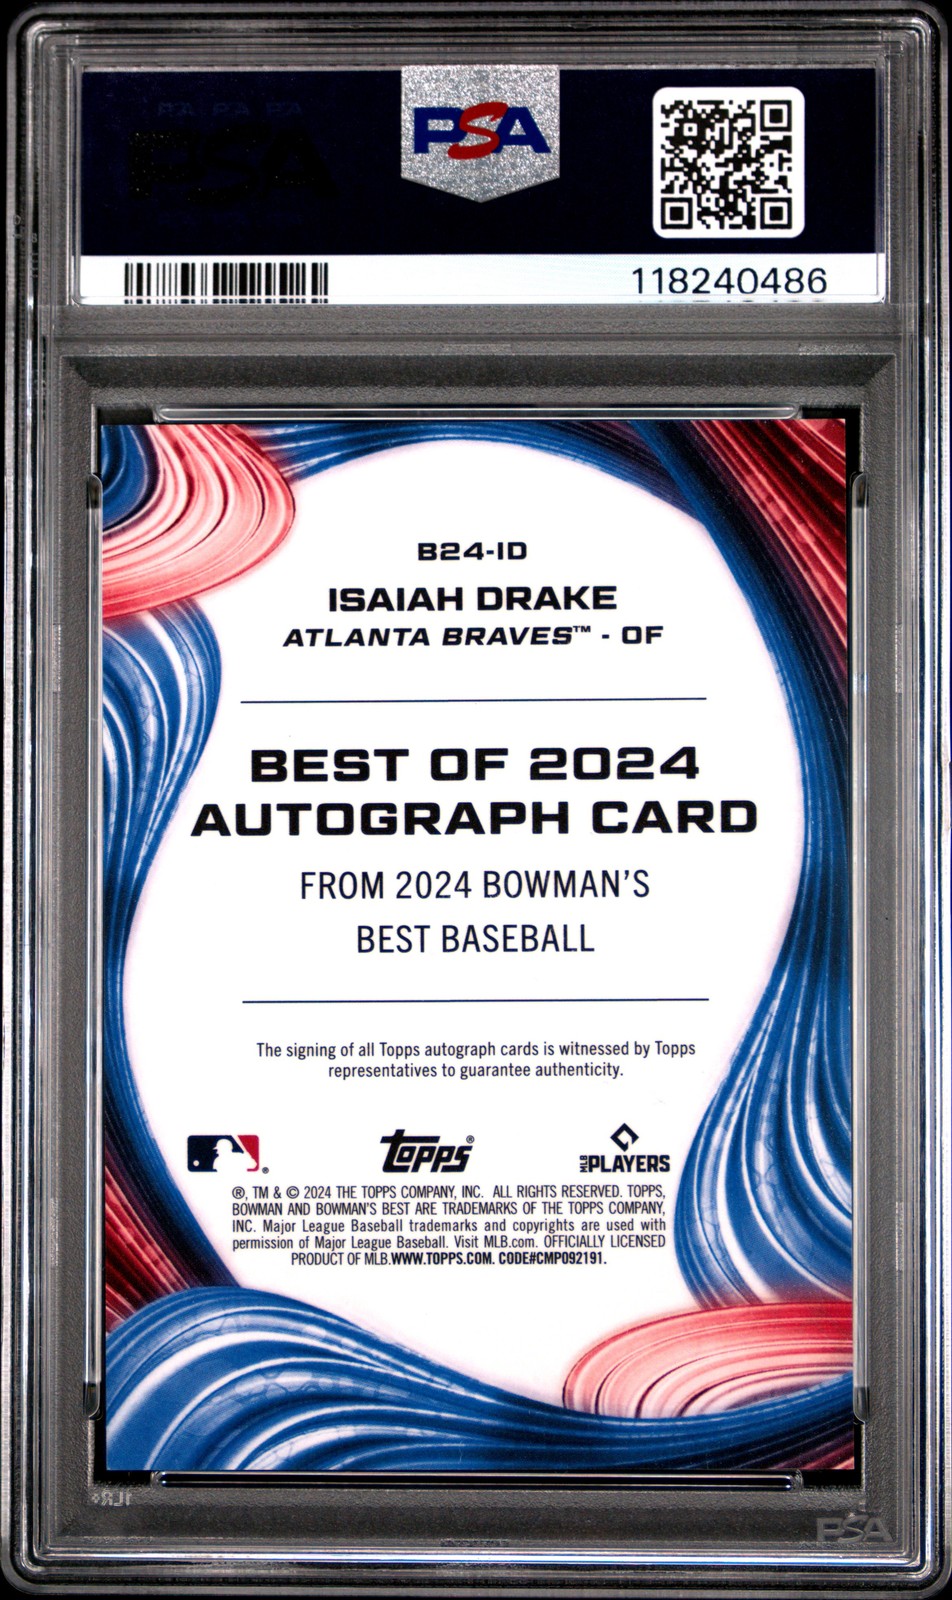 PSA
118240486
B24-ID
ISAIAH DRAKE
ATLANTA BRAVES™ - OF
BEST OF 2024
AUTOGRAPH CARD
FROM 2024 BOWMAN'S
BEST BASEBALL
The signing of all Topps autograph cards is witnessed by Topps
representatives to guarantee authenticity.
® topps® MLB PLAYERS
®, TM & © 2024 THE TOPPS COMPANY, INC. ALL RIGHTS RESERVED. TOPPS,
BOWMAN AND BOWMAN'S BEST ARE TRADEMARKS OF THE TOPPS COMPANY,
INC. Major League Baseball trademarks and copyrights are used with
permission of Major League Baseball. Visit MLB.com. OFFICIALLY LICENSED
PRODUCT OF MLB.WWW.TOPPS.COM. CODE#CMP092191.
PSA